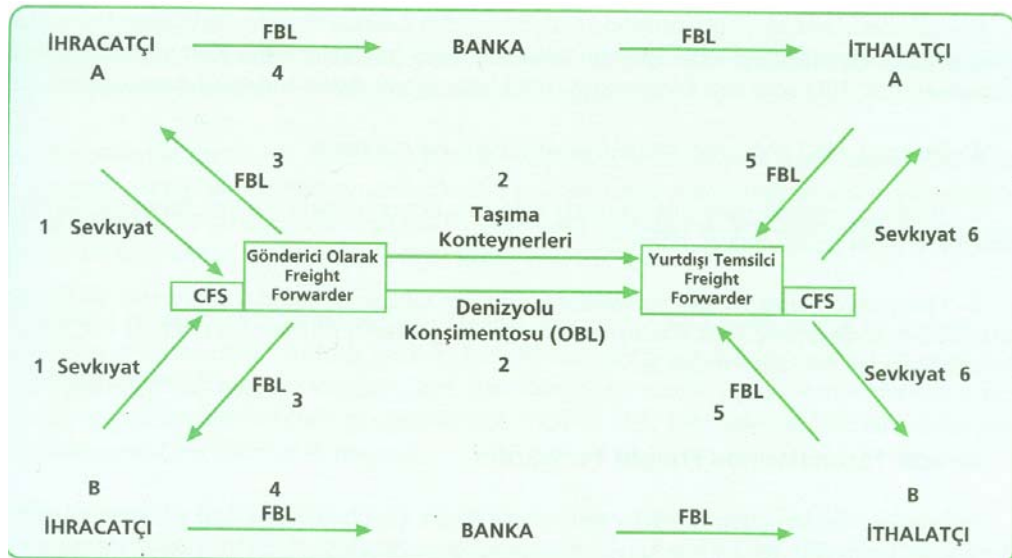 İHRACATÇI FBL BANKA FBL İTHALATÇI
A 4 A
3 5
FBL 2 FBL
Taşıma
Konteynerleri
1 Sevkıyat Sevkıyat 6
Gönderici Olarak
Freight
Forwarder
CFS
Yurtdışı Temsilci
Freight
Forwarder
CFS
Denizyolu
Konşimentosu (OBL)
2
1 Sevkıyat Sevkıyat 6
FBL
3
FBL
5
B 4 B
İHRACATÇI FBL BANKA FBL İTHALATÇI